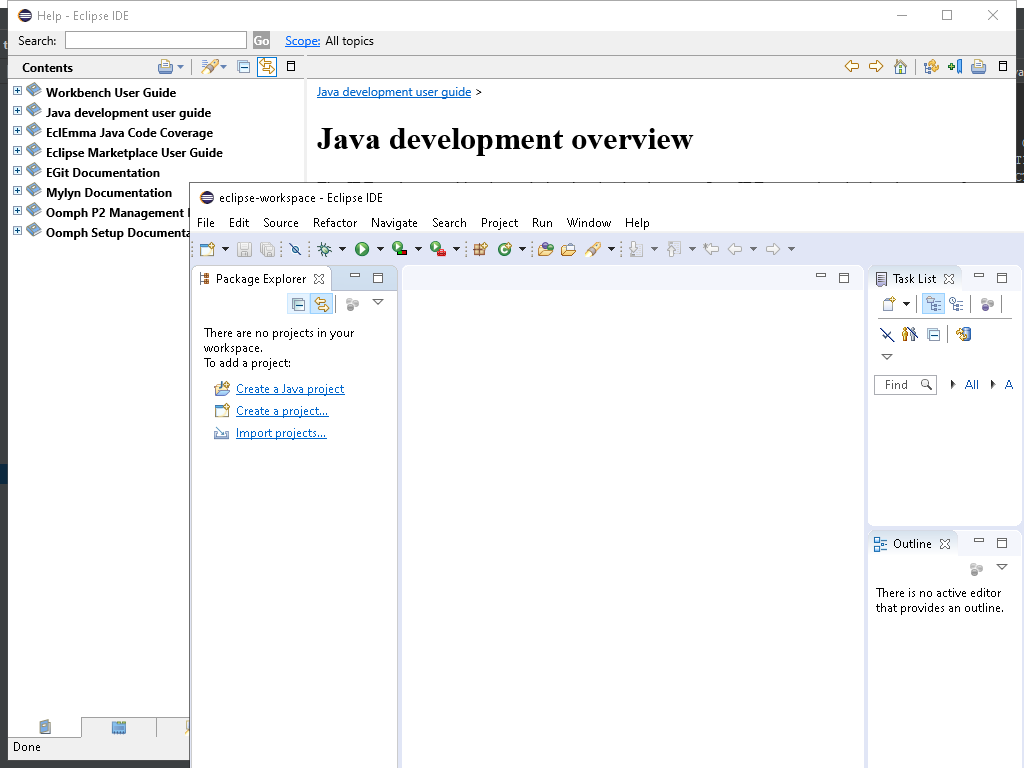 Help - Eclipse IDE
Search:
Go
Scope: All topics
Contents
Workbench User Guide
Java development user guide
EclEmma Java Code Coverage
Eclipse Marketplace User Guide
EGit Documentation
Mylyn Documentation
Oomph P2 Management
Oomph Setup Documenta
Done
Java development user guide >
Java development overview
eclipse-workspace - Eclipse IDE
File Edit Source Refactor Navigate Search Project Run Window Help
Package Explorer
There are no projects in your
workspace.
To add a project:
Create a Java project
Create a project...
Import projects...
Task List
Find All A
Outline
There is no active editor
that provides an outline.